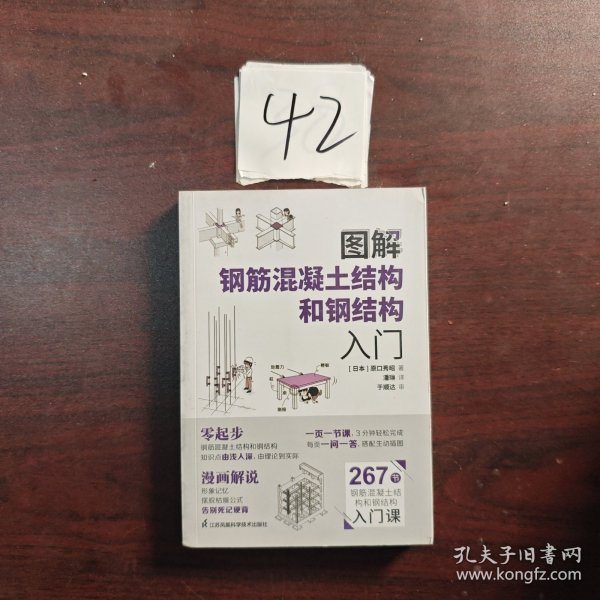 42
图解
钢筋混凝土结构
和钢结构
入门
[日本]原口秀昭 著
潘琳 译
于顺达 审
零起步
钢筋混凝土结构和钢结构
知识点由浅入深，由理论到实际
一页一节课，3分钟轻松完成
每页一问一答，搭配生动插图
漫画解说
形象记忆
摆脱枯燥公式
告别死记硬背
267节
钢筋混凝土结
构和钢结构
入门课
江苏凤凰科学技术出版社
孔夫子旧书网
www.kongfz.com